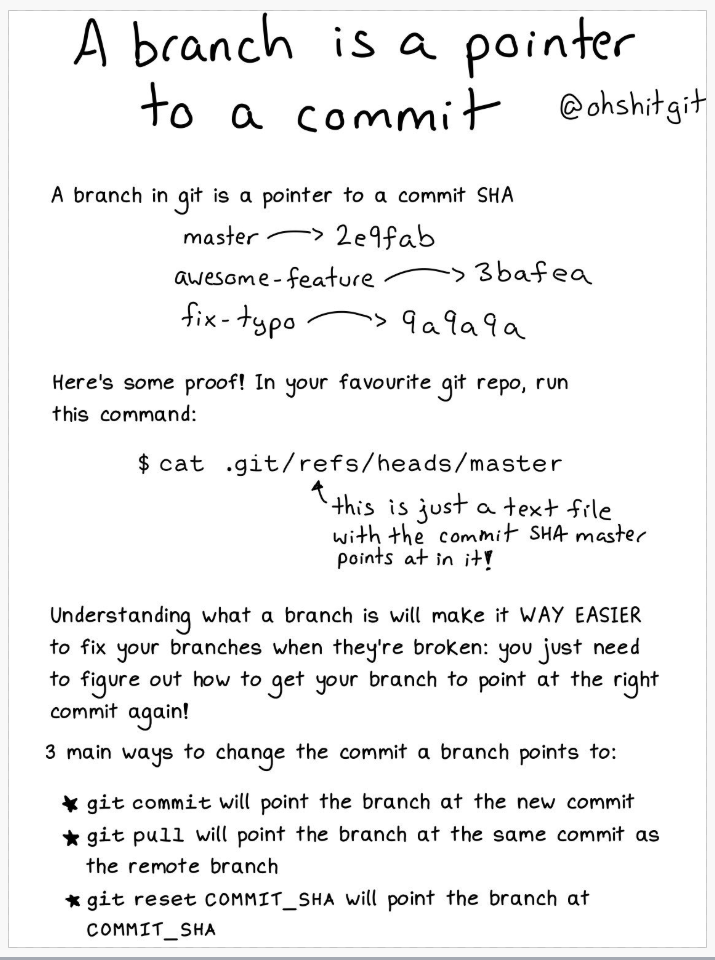 A branch is a pointer
to a commit
@ohshitgit
A branch in git is a pointer to a commit SHA
master → 2e9fab
awesome-feature → 3bafea
fix-typo → 9a9a9a
Here's some proof! In your favourite git repo, run
this command:
$ cat .git/refs/heads/master
this is just a text file
with the commit SHA master
points at in it!
Understanding what a branch is will make it WAY EASIER
to fix your branches when they're broken: you just need
to figure out how to get your branch to point at the right
commit again!
3 main ways to change the commit a branch points to:
★ git commit will point the branch at the new commit
★ git pull will point the branch at the same commit as
the remote branch
★ git reset COMMIT_SHA will point the branch at
COMMIT_SHA